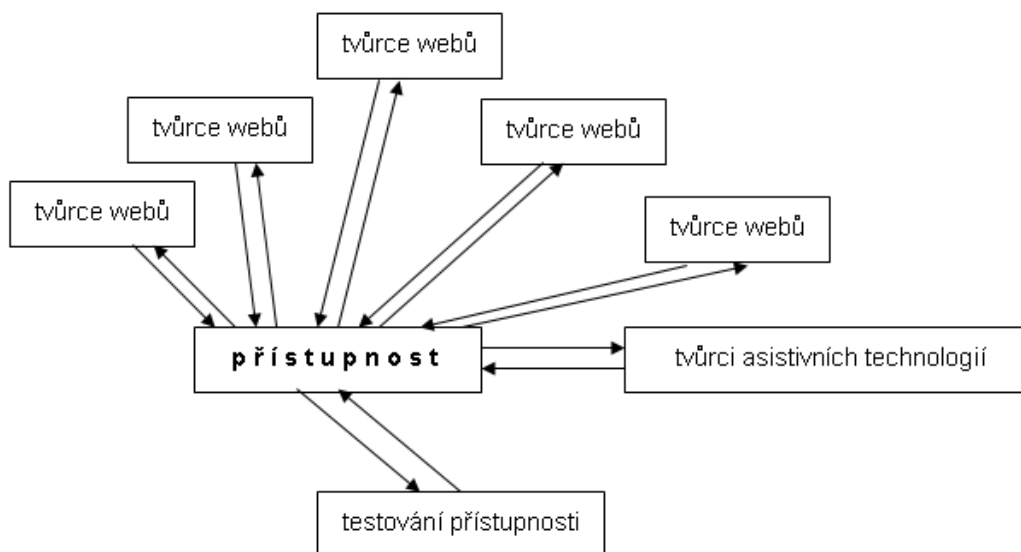 tvůrce webů
tvůrce webů
tvůrce webů
tvůrce webů
tvůrce webů
přístupnost
tvůrci asistivních technologií
testování přístupnosti